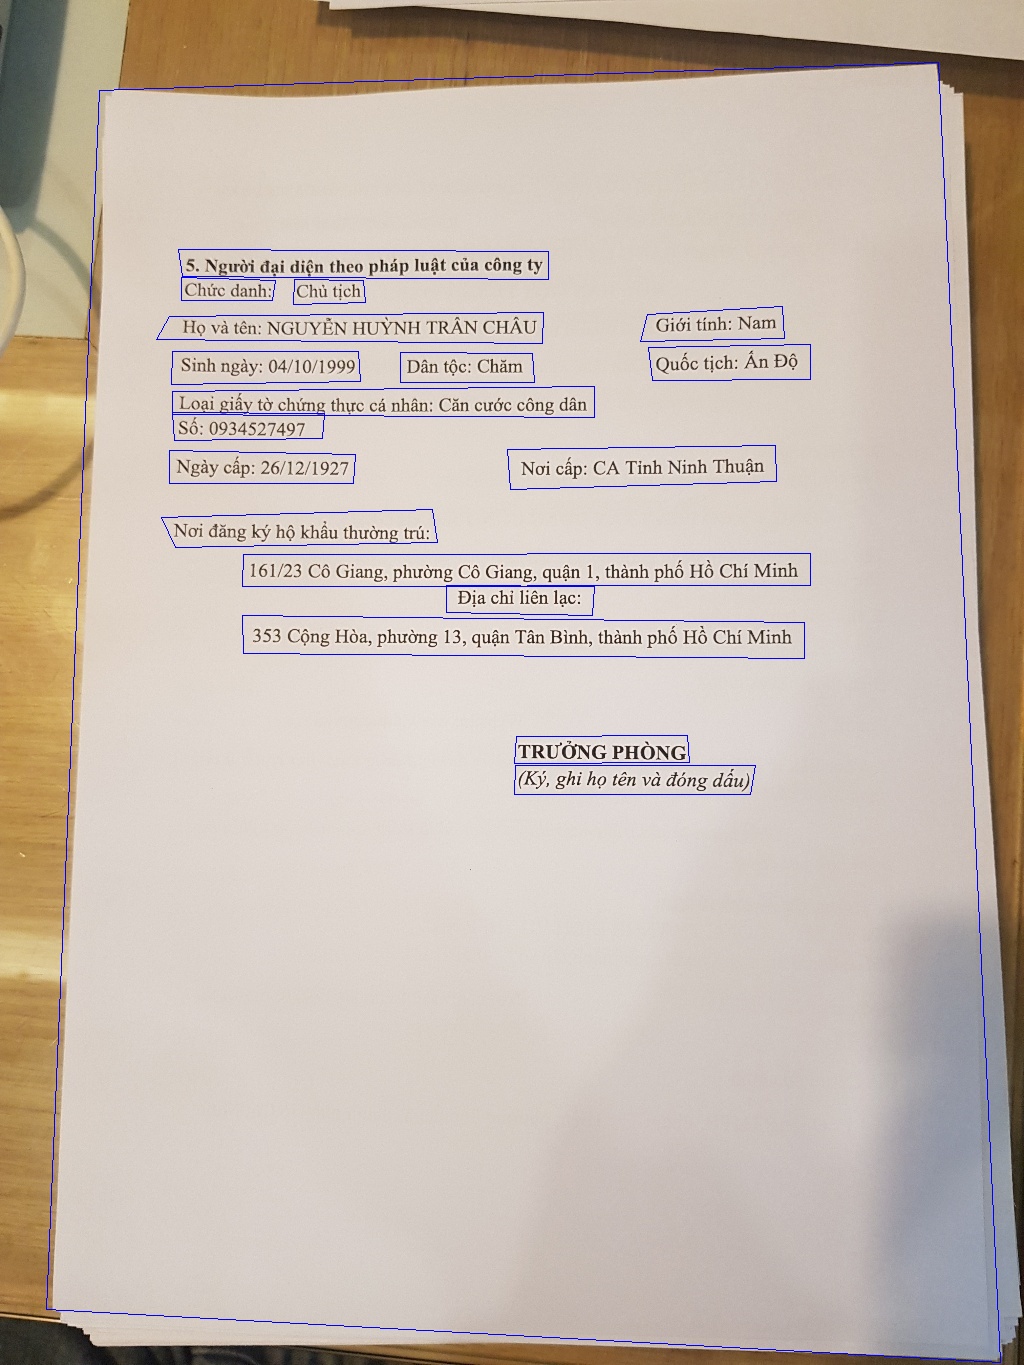 5. Người đại diện theo pháp luật của công ty
Chức danh: Chủ tịch
Họ và tên: NGUYỄN HUỲNH TRÂN CHÂU Giới tính: Nam
Sinh ngày: 04/10/1999 Dân tộc: Chăm Quốc tịch: Ấn Độ
Loại giấy tờ chứng thực cá nhân: Căn cước công dân
Số: 0934527497
Ngày cấp: 26/12/1927 Nơi cấp: CA Tỉnh Ninh Thuận
Nơi đăng ký hộ khẩu thường trú:
161/23 Cô Giang, phường Cô Giang, quận 1, thành phố Hồ Chí Minh
Địa chỉ liên lạc:
353 Cộng Hòa, phường 13, quận Tân Bình, thành phố Hồ Chí Minh
TRƯỞNG PHÒNG
(Ký, ghi họ tên và đóng dấu)